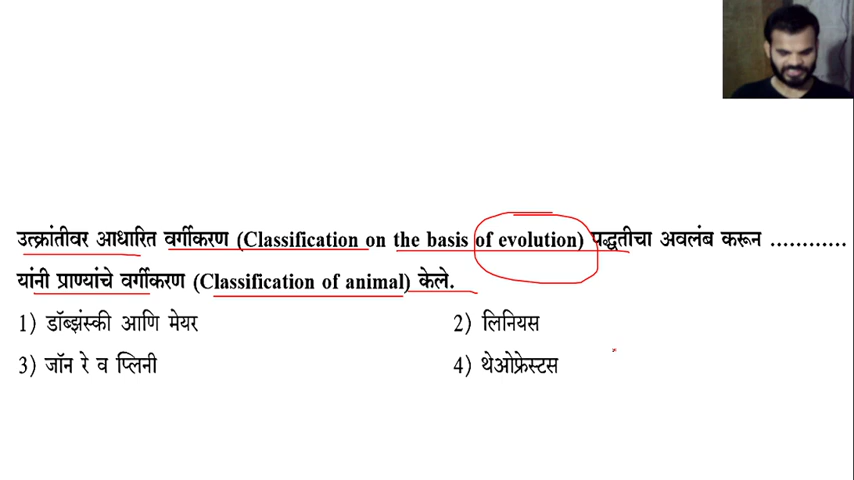 उत्क्रांतीवर आधारित वर्गीकरण (Classification on the basis of evolution) पद्धतीचा अवलंब करून ............
यांनी प्राण्यांचे वर्गीकरण (Classification of animal) केले.
1) डॉब्झंस्की आणि मेयर
2) लिनियस
3) जॉन रे व प्लिनी
4) थेओफ्रेस्टस